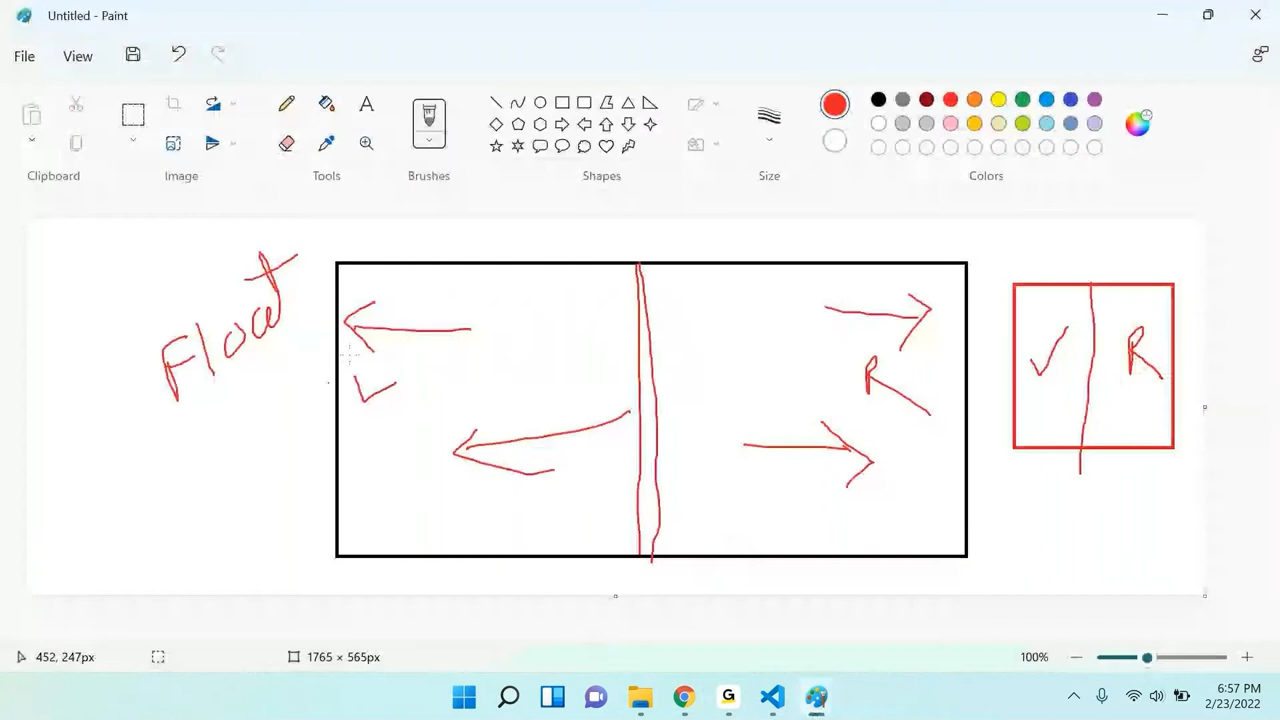 Untitled - Paint
File View
Clipboard Image Tools Brushes Shapes Size Colors
Float
L
R
R
452, 247px 1765 × 565px 100%
6:57 PM
2/23/2022